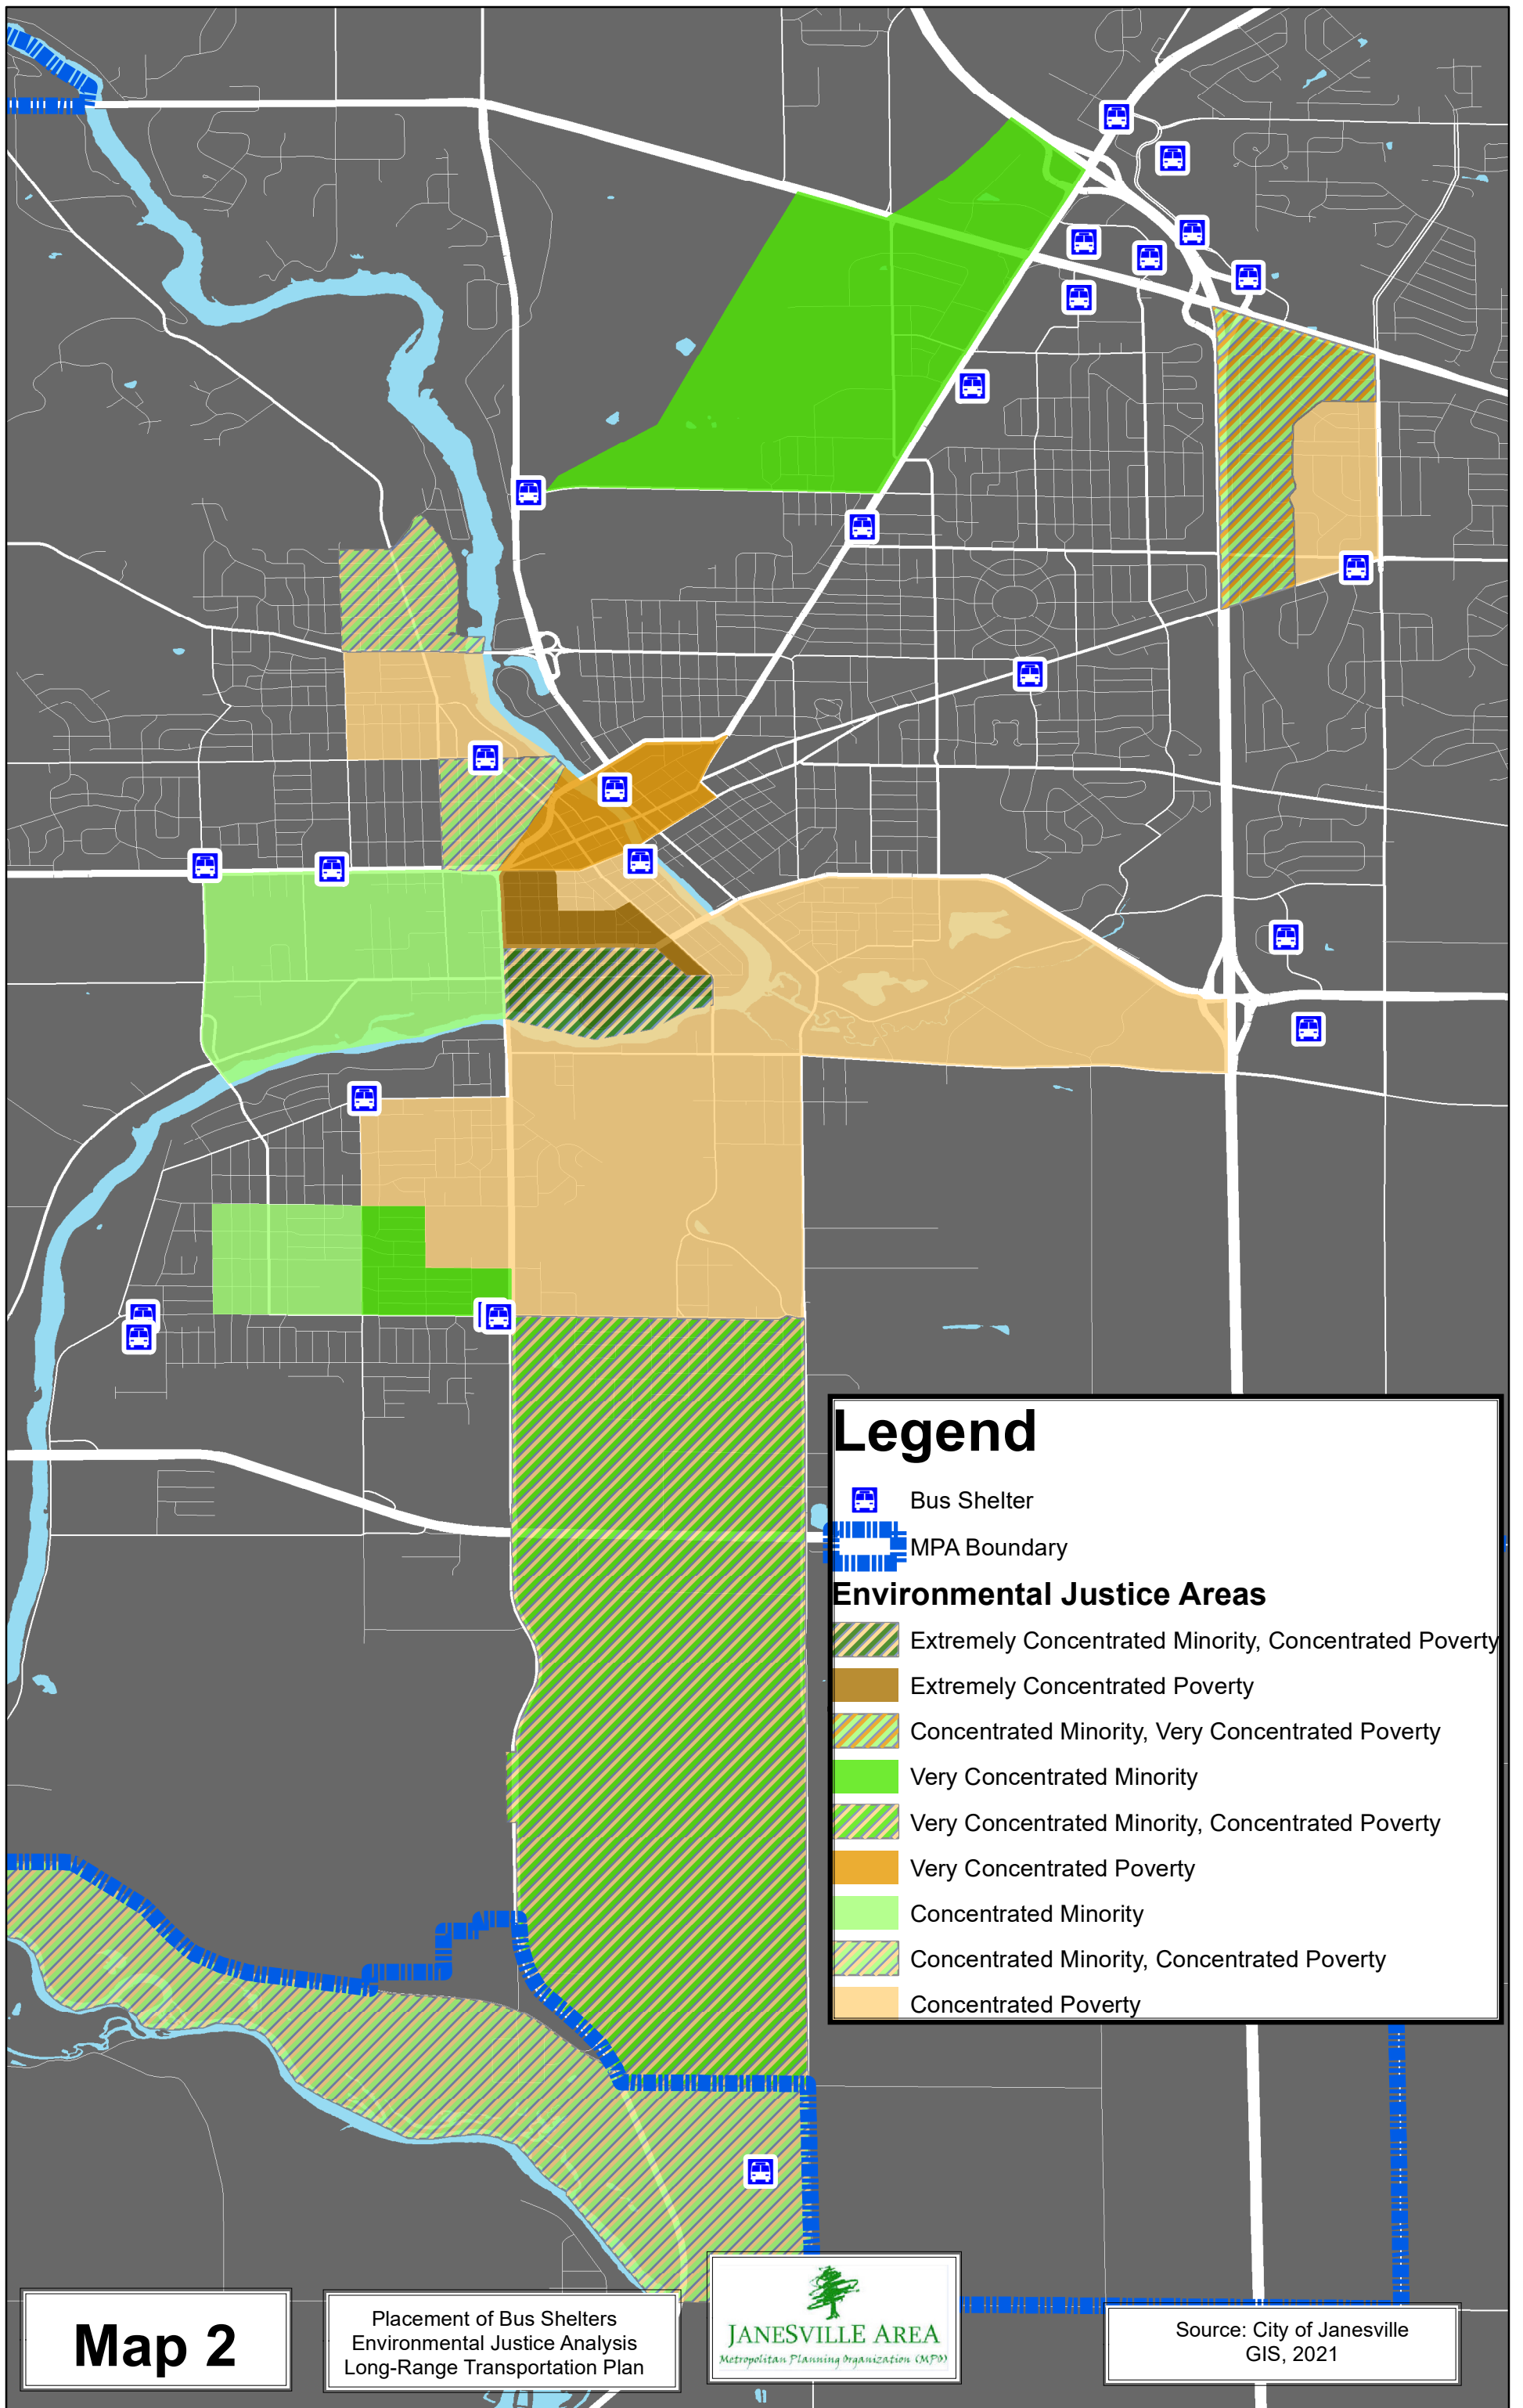 Legend
Bus Shelter
MPA Boundary
Environmental Justice Areas
Extremely Concentrated Minority, Concentrated Poverty
Extremely Concentrated Poverty
Concentrated Minority, Very Concentrated Poverty
Very Concentrated Minority
Very Concentrated Minority, Concentrated Poverty
Very Concentrated Poverty
Concentrated Minority
Concentrated Minority, Concentrated Poverty
Concentrated Poverty
Map 2
Placement of Bus Shelters
Environmental Justice Analysis
Long-Range Transportation Plan
JANESVILLE AREA
Metropolitan Planning Organization (MPO)
Source: City of Janesville
GIS, 2021